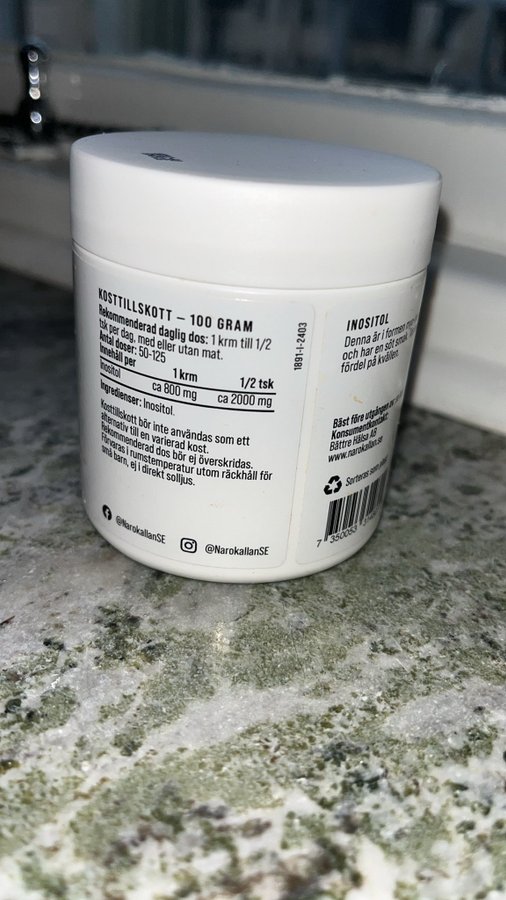 KOSTTILLSKOTT – 100 GRAM
Rekommenderad daglig dos: 1 krm till 1/2
tsk per dag, med eller utan mat.
Antal doser: 50-125
Innehåll per 1 krm 1/2 tsk
Inositol ca 800 mg ca 2000 mg
Ingredienser: Inositol.
Kosttillskott bör inte användas som ett
alternativ till en varierad kost.
Rekommenderad dos bör ej överskridas.
Förvaras i rumstemperatur utom räckhåll för
små barn, ej i direkt solljus.
@NarokallanSE
@NarokallanSE
1891-I-2403
INOSITOL
Denna är i formen
och har en söt smak.
fördel på kvällen.
Bäst före utgången av
Konsumentkontakt:
Bättre Hälsa AB
www.narokallan.se
Sorteras som
7 350053